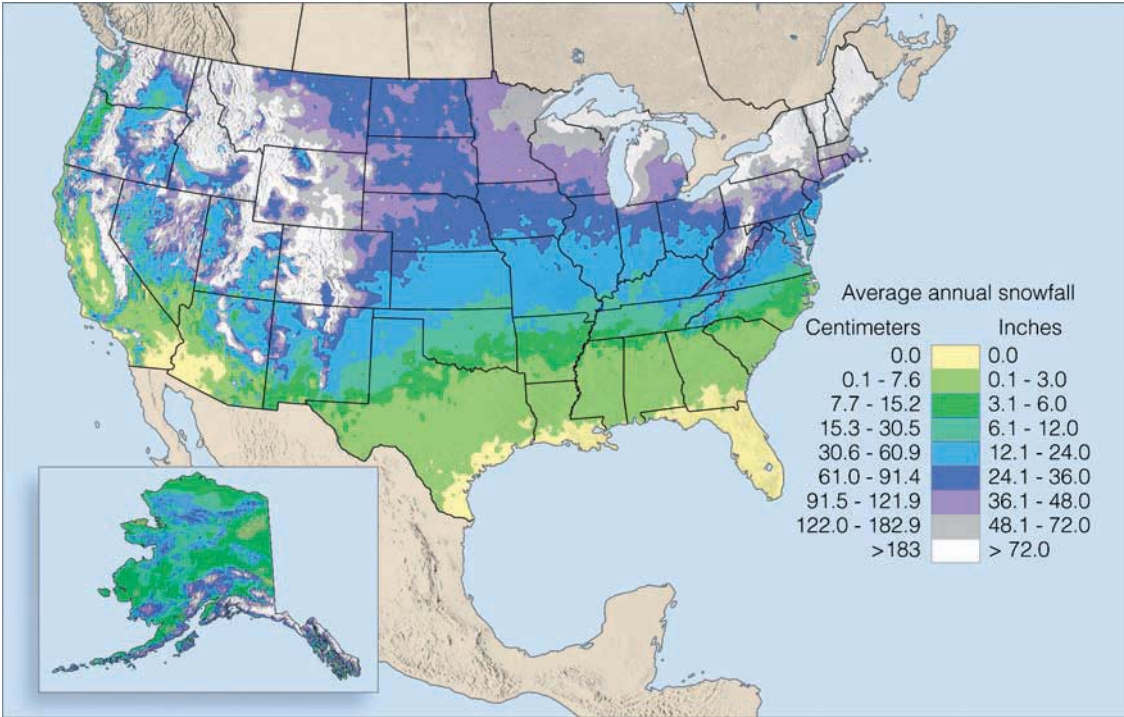 Average annual snowfall
Centimeters Inches
0.0 0.0
0.1 - 7.6 0.1 - 3.0
7.7 - 15.2 3.1 - 6.0
15.3 - 30.5 6.1 - 12.0
30.6 - 60.9 12.1 - 24.0
61.0 - 91.4 24.1 - 36.0
91.5 - 121.9 36.1 - 48.0
122.0 - 182.9 48.1 - 72.0
>183 > 72.0